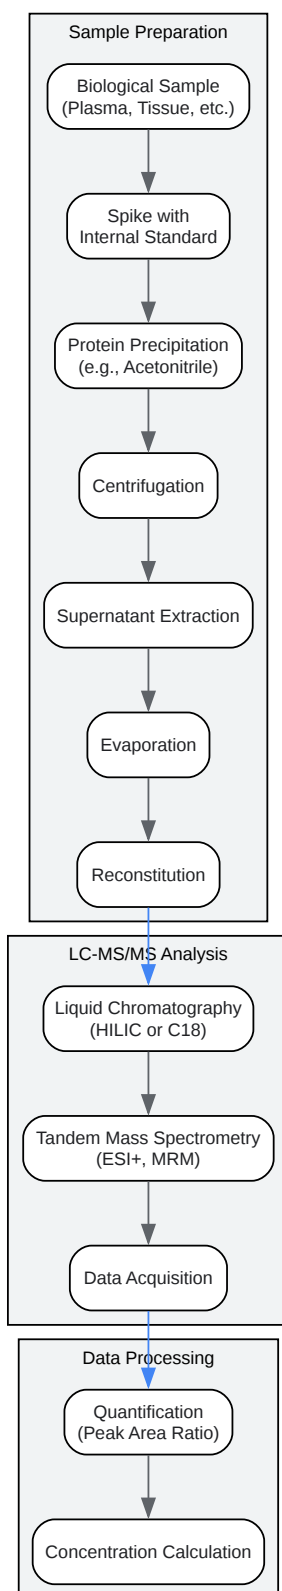 Sample Preparation
Biological Sample
(Plasma, Tissue, etc.)
Spike with
Internal Standard
Protein Precipitation
(e.g., Acetonitrile)
Centrifugation
Supernatant Extraction
Evaporation
Reconstitution
LC-MS/MS Analysis
Liquid Chromatography
(HILIC or C18)
Tandem Mass Spectrometry
(ESI+, MRM)
Data Acquisition
Data Processing
Quantification
(Peak Area Ratio)
Concentration Calculation